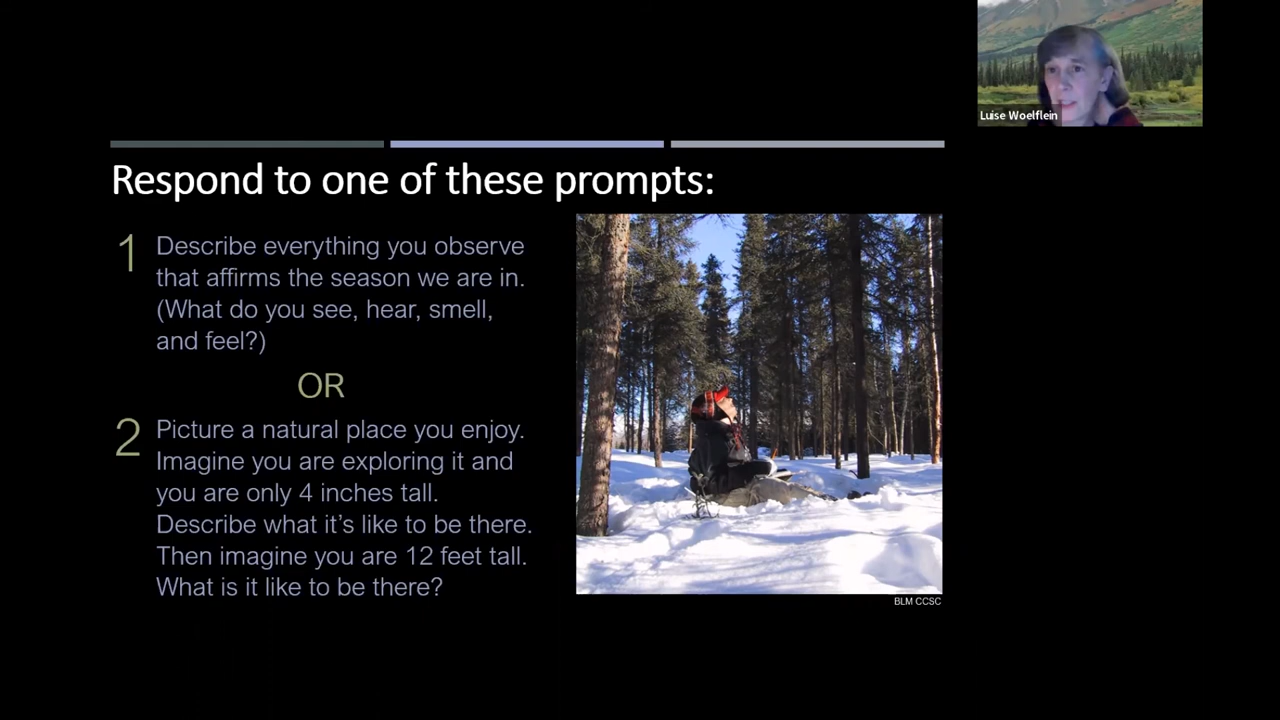 Luise Woelflein
Respond to one of these prompts:
1 Describe everything you observe
that affirms the season we are in.
(What do you see, hear, smell,
and feel?)
OR
2 Picture a natural place you enjoy.
Imagine you are exploring it and
you are only 4 inches tall.
Describe what it's like to be there.
Then imagine you are 12 feet tall.
What is it like to be there?
BLM CCSC